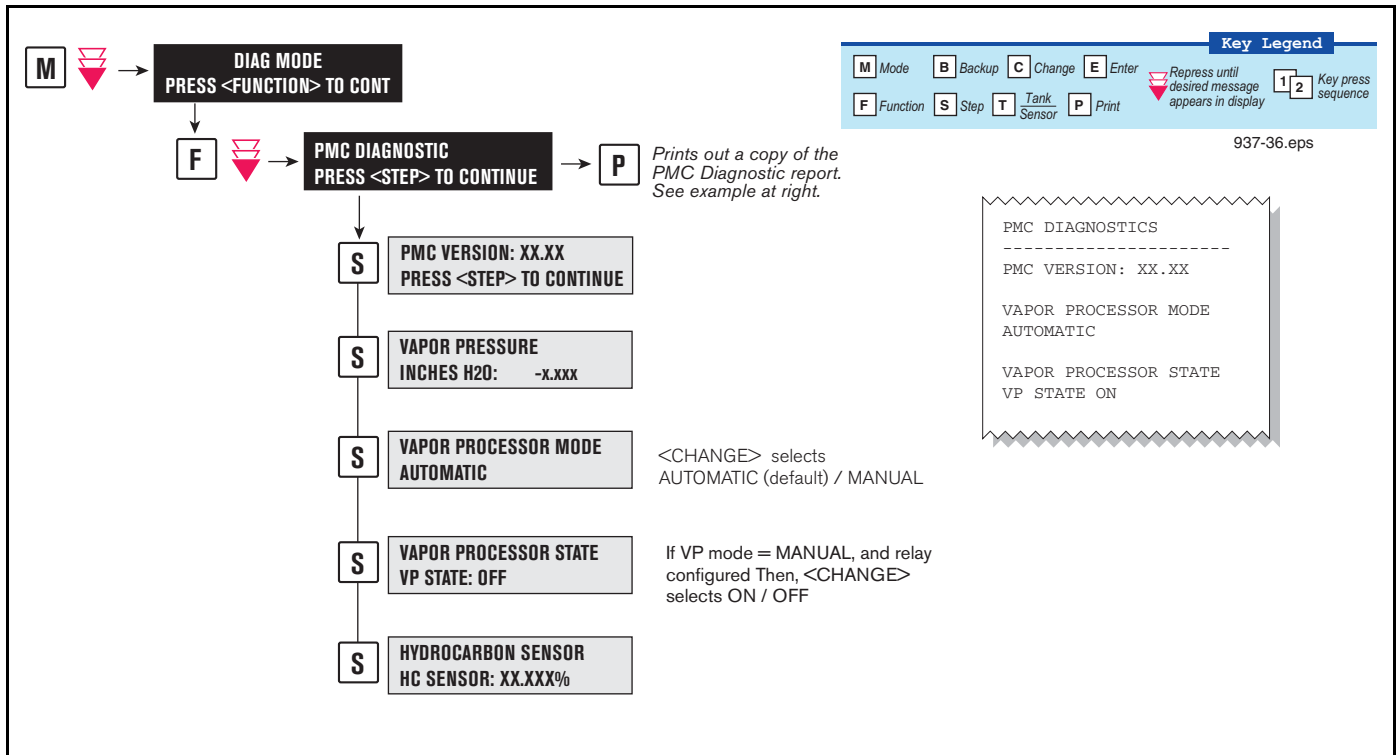 M
DIAG MODE
PRESS <FUNCTION> TO CONT
Key Legend
M Mode B Backup C Change E Enter
F Function S Step T Tank Sensor P Print
Repress until
desired message
appears in display
1 2 Key press
sequence
937-36.eps
F
PMC DIAGNOSTIC
PRESS <STEP> TO CONTINUE
P
Prints out a copy of the
PMC Diagnostic report.
See example at right.
S
PMC VERSION: XX.XX
PRESS <STEP> TO CONTINUE
S
VAPOR PRESSURE
INCHES H20: -x.xxx
S
VAPOR PROCESSOR MODE
AUTOMATIC
<CHANGE> selects
AUTOMATIC (default) / MANUAL
S
VAPOR PROCESSOR STATE
VP STATE: OFF
If VP mode = MANUAL, and relay
configured Then, <CHANGE>
selects ON / OFF
S
HYDROCARBON SENSOR
HC SENSOR: XX.XXX%
PMC DIAGNOSTICS
----------------------
PMC VERSION: XX.XX
VAPOR PROCESSOR MODE
AUTOMATIC
VAPOR PROCESSOR STATE
VP STATE ON